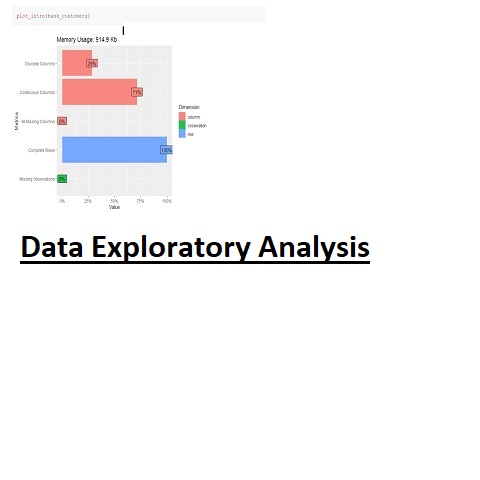 plot_intro(bank_customers)
Memory Usage: 914.9 Kb
Discrete Columns
29%
Continuous Columns
71%
All Missing Columns
0%
Complete Rows
100%
Missing Observations
0%
Metrics
0% 25% 50% 75% 100%
Value
Dimension
column
observation
row
Data Exploratory Analysis